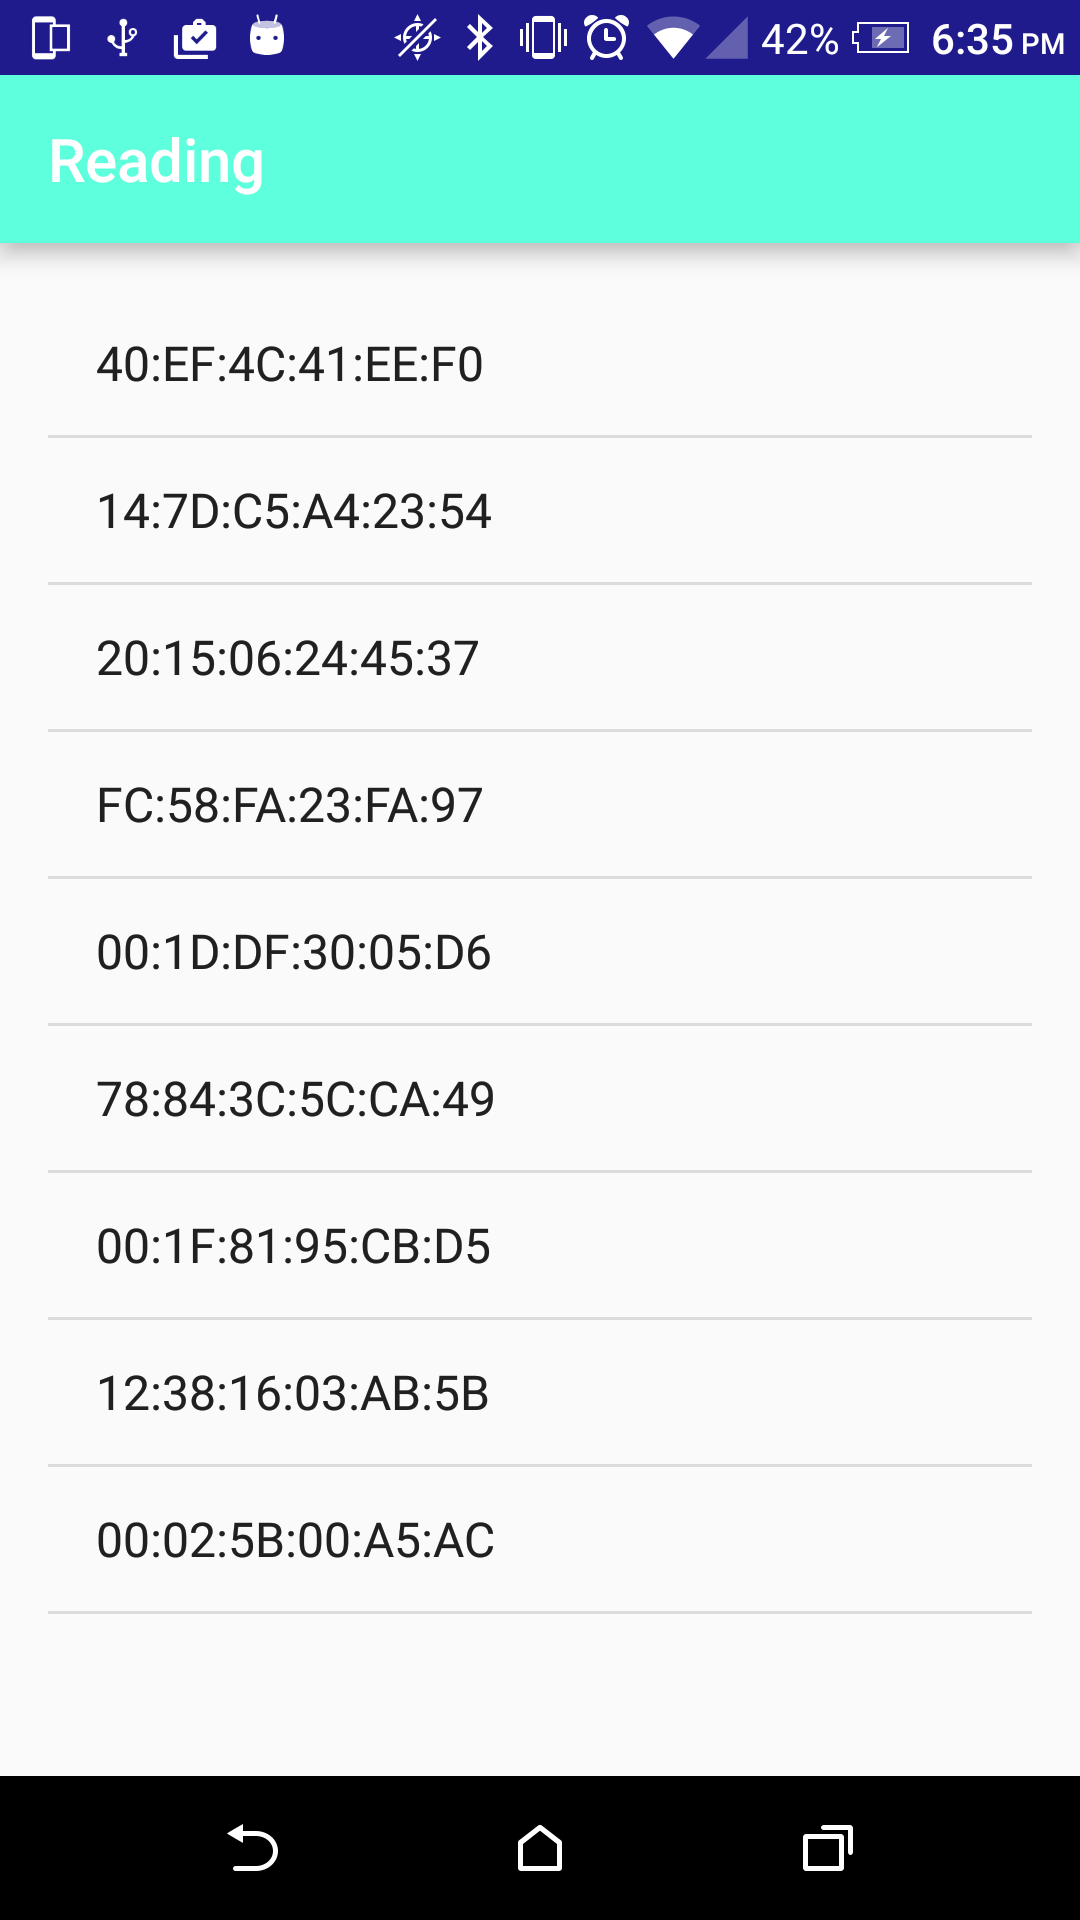 42% 6:35 PM
Reading
40:EF:4C:41:EE:F0
14:7D:C5:A4:23:54
20:15:06:24:45:37
FC:58:FA:23:FA:97
00:1D:DF:30:05:D6
78:84:3C:5C:CA:49
00:1F:81:95:CB:D5
12:38:16:03:AB:5B
00:02:5B:00:A5:AC